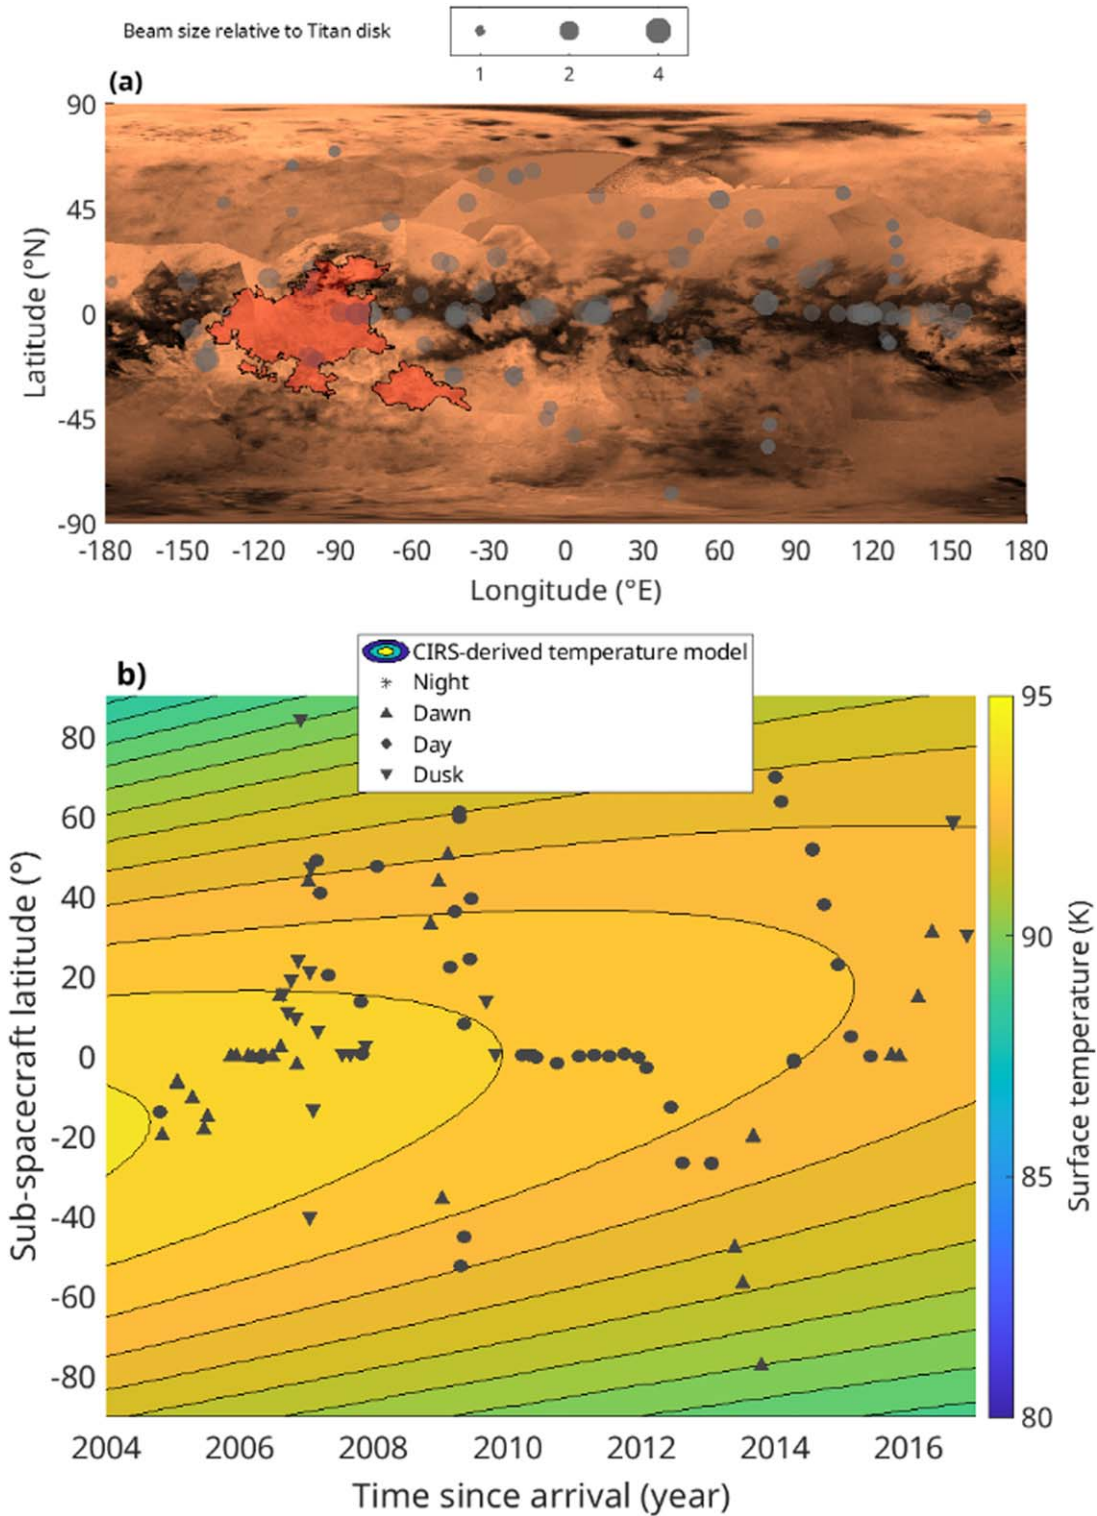 Beam size relative to Titan disk
1 2 4
(a)
90
45
0
-45
-90
Latitude (°N)
-180 -150 -120 -90 -60 -30 0 30 60 90 120 150 180
Longitude (°E)
CIRS-derived temperature model
Night
Dawn
Day
Dusk
b)
80
60
40
20
0
-20
-40
-60
-80
Sub-spacecraft latitude (°)
2004 2006 2008 2010 2012 2014 2016
Time since arrival (year)
95
90
85
80
Surface temperature (K)